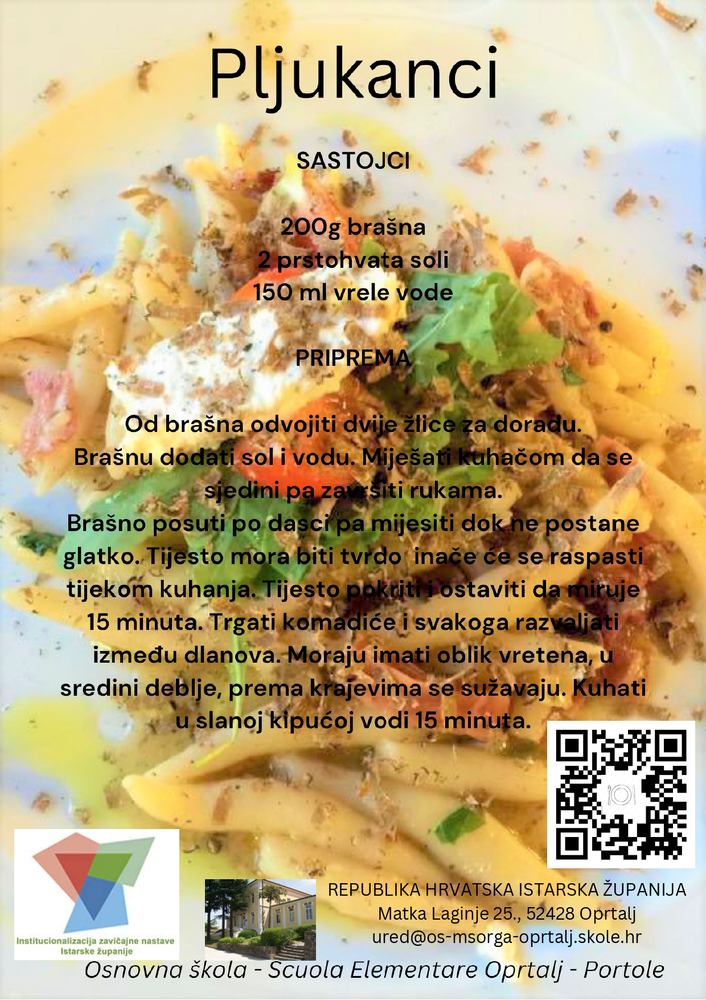 Pljukanci
SASTOJCI
200g brašna
2 prstohvata soli
150 ml vrele vode
PRIPREMA
Od brašna odvojiti dvije žlice za doradu.
Brašnu dodati sol i vodu. Miješati kuhačom da se
sjedini pa završiti rukama.
Brašno posuti po dasci pa mijesiti dok ne postane
glatko. Tijesto mora biti tvrdo  inače će se raspasti
tijekom kuhanja. Tijesto pokriti i ostaviti da miruje
15 minuta. Trgati komadiće i svakoga razvaljati
između dlanova. Moraju imati oblik vretena, u
sredini deblje, prema krajevima se sužavaju. Kuhati
u slanoj kipućoj vodi 15 minuta.
Institucionalizacija zavičajne nastave
Istarske županije
REPUBLIKA HRVATSKA ISTARSKA ŽUPANIJA
Matka Laginje 25., 52428 Oprtalj
ured@os-msorga-oprtalj.skole.hr
Osnovna škola - Scuola Elementare Oprtalj - Portole